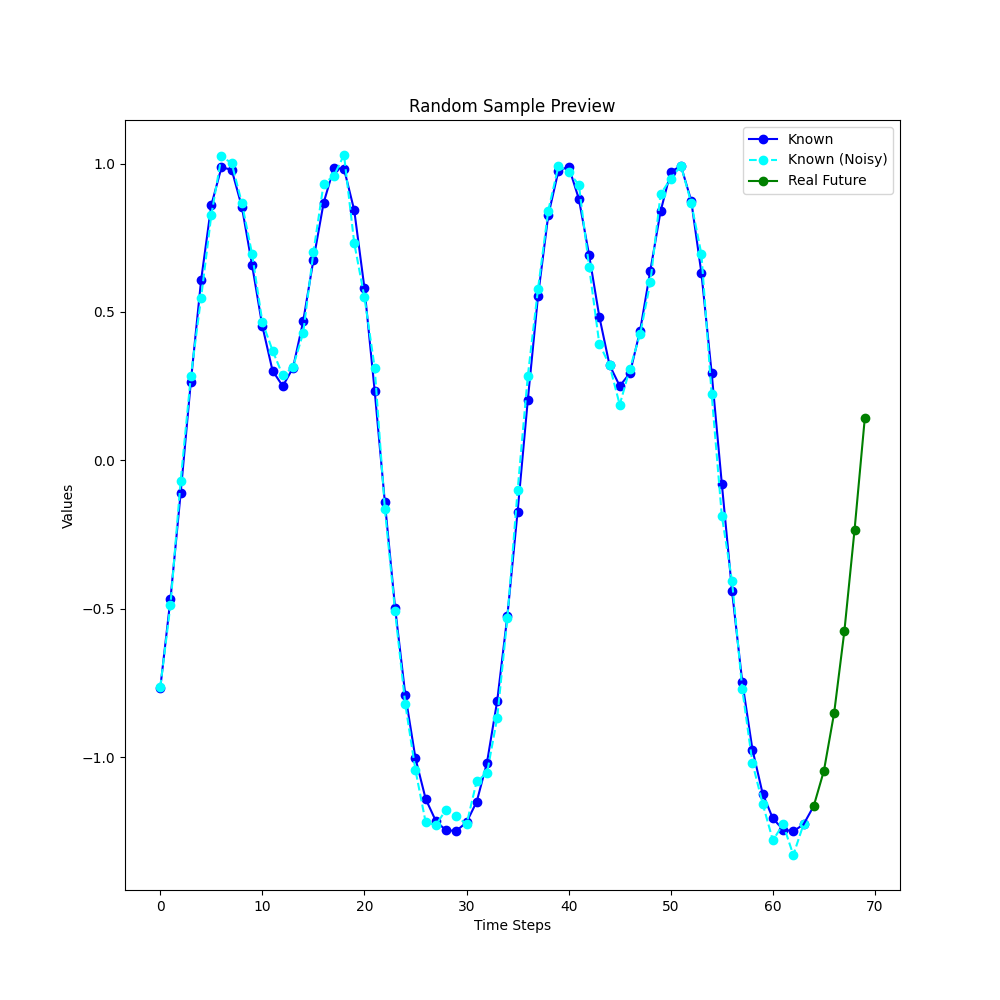 Random Sample Preview
Known
Known (Noisy)
Real Future
1.0
0.5
0.0
−0.5
−1.0
Values
0 10 20 30 40 50 60 70
Time Steps